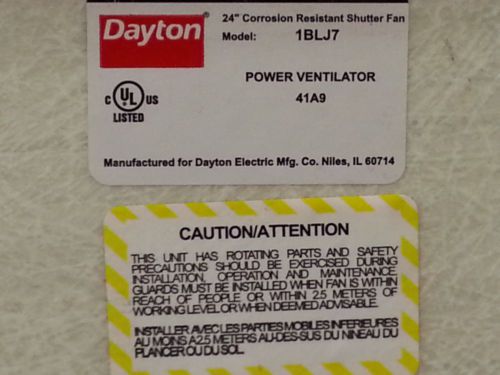 Dayton
24" Corrosion Resistant Shutter Fan
Model: 1BLJ7
POWER VENTILATOR
41A9
C UL US
LISTED
Manufactured for Dayton Electric Mfg. Co. Niles, IL 60714
CAUTION/ATTENTION
THIS UNIT HAS ROTATING PARTS AND SAFETY
PRECAUTIONS SHOULD BE EXERCISED DURING
INSTALLATION, OPERATION AND MAINTENANCE.
GUARDS MUST BE INSTALLED WHEN FAN IS WITHIN
REACH OF PEOPLE OR WITHIN 2.5 METERS OF
WORKING LEVEL OR WHEN DEEMED ADVISABLE.
INSTALLER AVEC LES PARTIES MOBILES INFERIEURES
AU MOINS A 2.5 METERS AU-DES-SUS DU NINEAU DU
PLANCER OU DU SOL